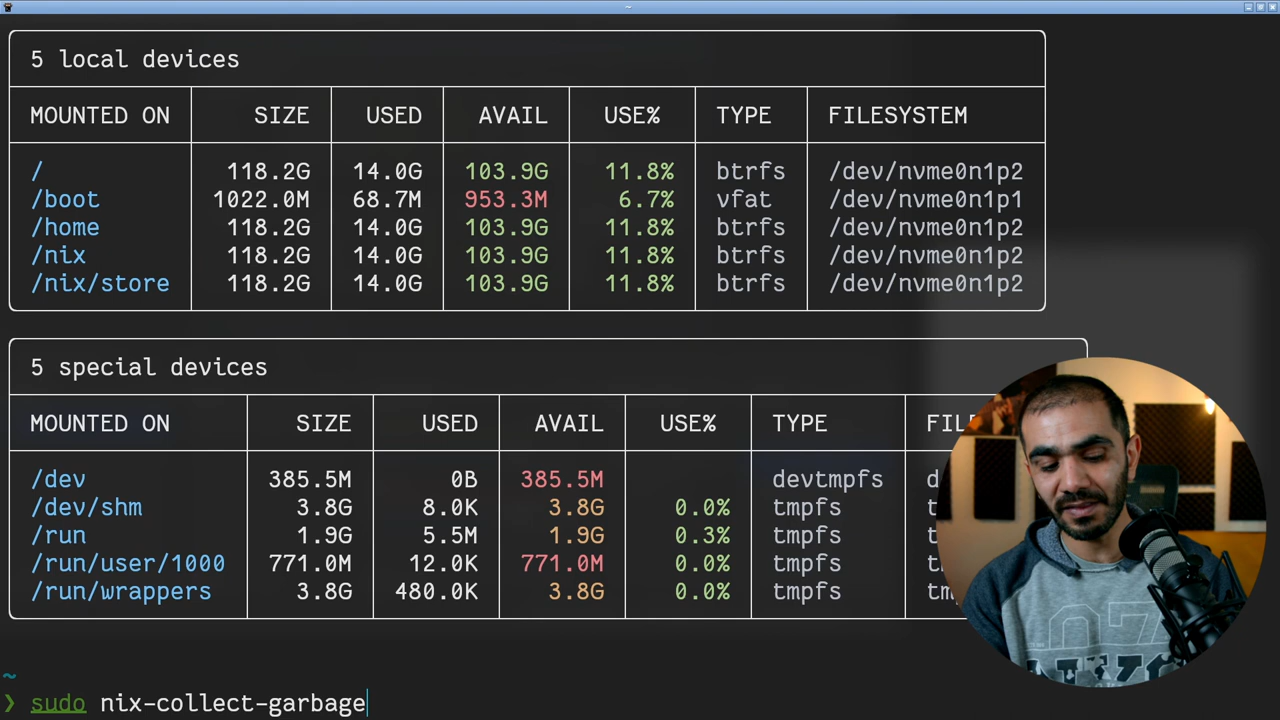 ~
5 local devices
MOUNTED ON SIZE USED AVAIL USE% TYPE FILESYSTEM
/ 118.2G 14.0G 103.9G 11.8% btrfs /dev/nvme0n1p2
/boot 1022.0M 68.7M 953.3M 6.7% vfat /dev/nvme0n1p1
/home 118.2G 14.0G 103.9G 11.8% btrfs /dev/nvme0n1p2
/nix 118.2G 14.0G 103.9G 11.8% btrfs /dev/nvme0n1p2
/nix/store 118.2G 14.0G 103.9G 11.8% btrfs /dev/nvme0n1p2
5 special devices
MOUNTED ON SIZE USED AVAIL USE% TYPE
/dev 385.5M 0B 385.5M devtmpfs
/dev/shm 3.8G 8.0K 3.8G 0.0% tmpfs
/run 1.9G 5.5M 1.9G 0.3% tmpfs
/run/user/1000 771.0M 12.0K 771.0M 0.0% tmpfs
/run/wrappers 3.8G 480.0K 3.8G 0.0% tmpfs
~
❯ sudo nix-collect-garbage